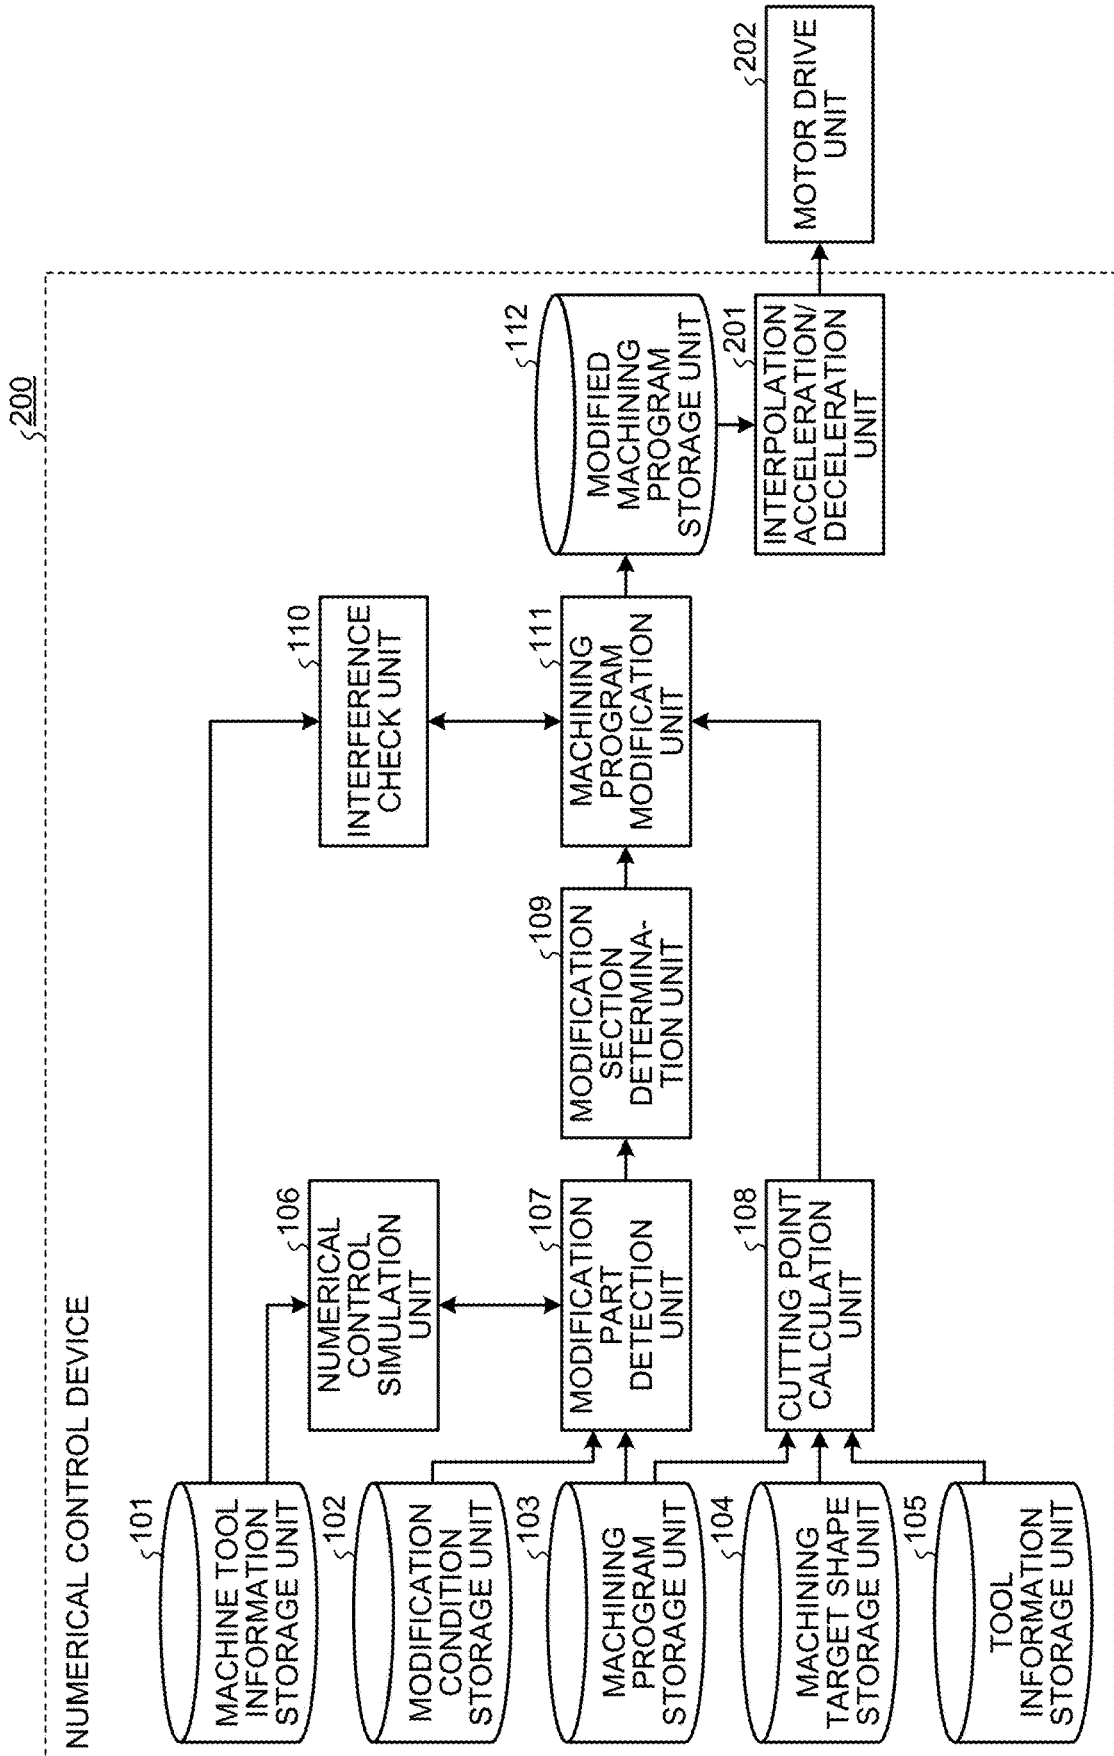 200
NUMERICAL CONTROL DEVICE
101
MACHINE TOOL
INFORMATION
STORAGE UNIT
102
MODIFICATION
CONDITION
STORAGE UNIT
103
MACHINING
PROGRAM
STORAGE UNIT
104
MACHINING
TARGET SHAPE
STORAGE UNIT
105
TOOL
INFORMATION
STORAGE UNIT
106
NUMERICAL
CONTROL
SIMULATION
UNIT
107
MODIFICATION
PART
DETECTION
UNIT
108
CUTTING POINT
CALCULATION
UNIT
109
MODIFICATION
SECTION
DETERMINA-
TION UNIT
110
INTERFERENCE
CHECK UNIT
111
MACHINING
PROGRAM
MODIFICATION
UNIT
112
MODIFIED
MACHINING
PROGRAM
STORAGE UNIT
201
INTERPOLATION
ACCELERATION/
DECELERATION
UNIT
202
MOTOR DRIVE
UNIT